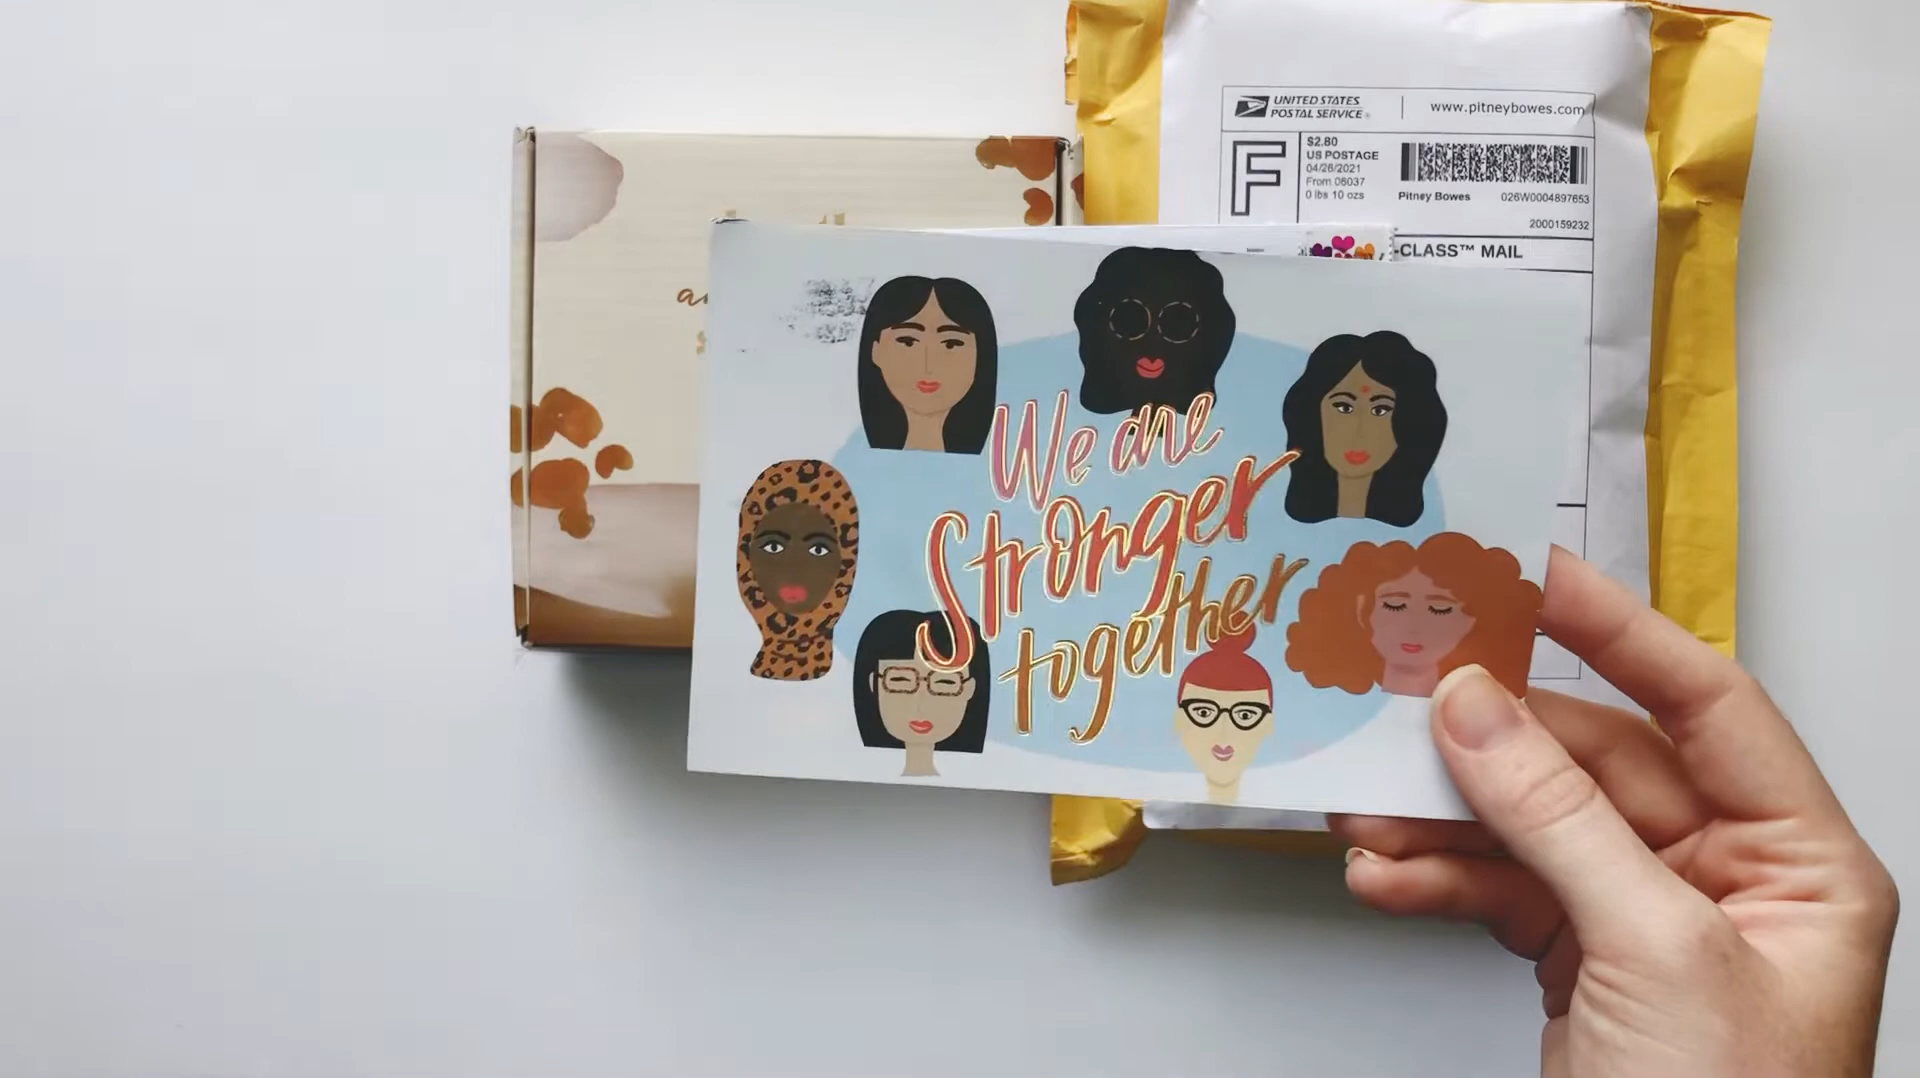 UNITED STATES
POSTAL SERVICE®
www.pitneybowes.com
F
$2.80
US POSTAGE
04/26/2021
From 06037
0 lbs 10 ozs
Pitney Bowes
026W0004897653
2000159232
-CLASS™ MAIL
We are
Stronger
together